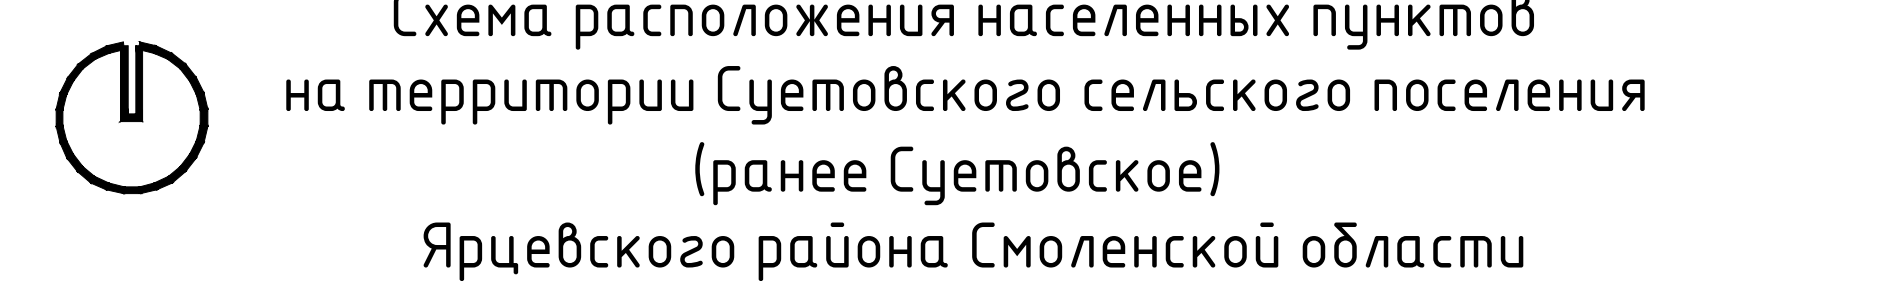 Схема расположения населенных пунктов
на территории Суетовского сельского поселения
(ранее Суетовское)
Ярцевского района Смоленской области